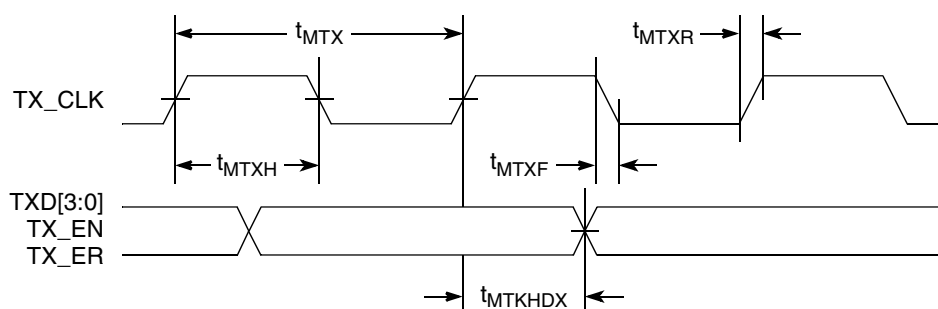 tMTX
tMTXR
TX_CLK
tMTXH
tMTXF
TXD[3:0]
TX_EN
TX_ER
tMTKHDX